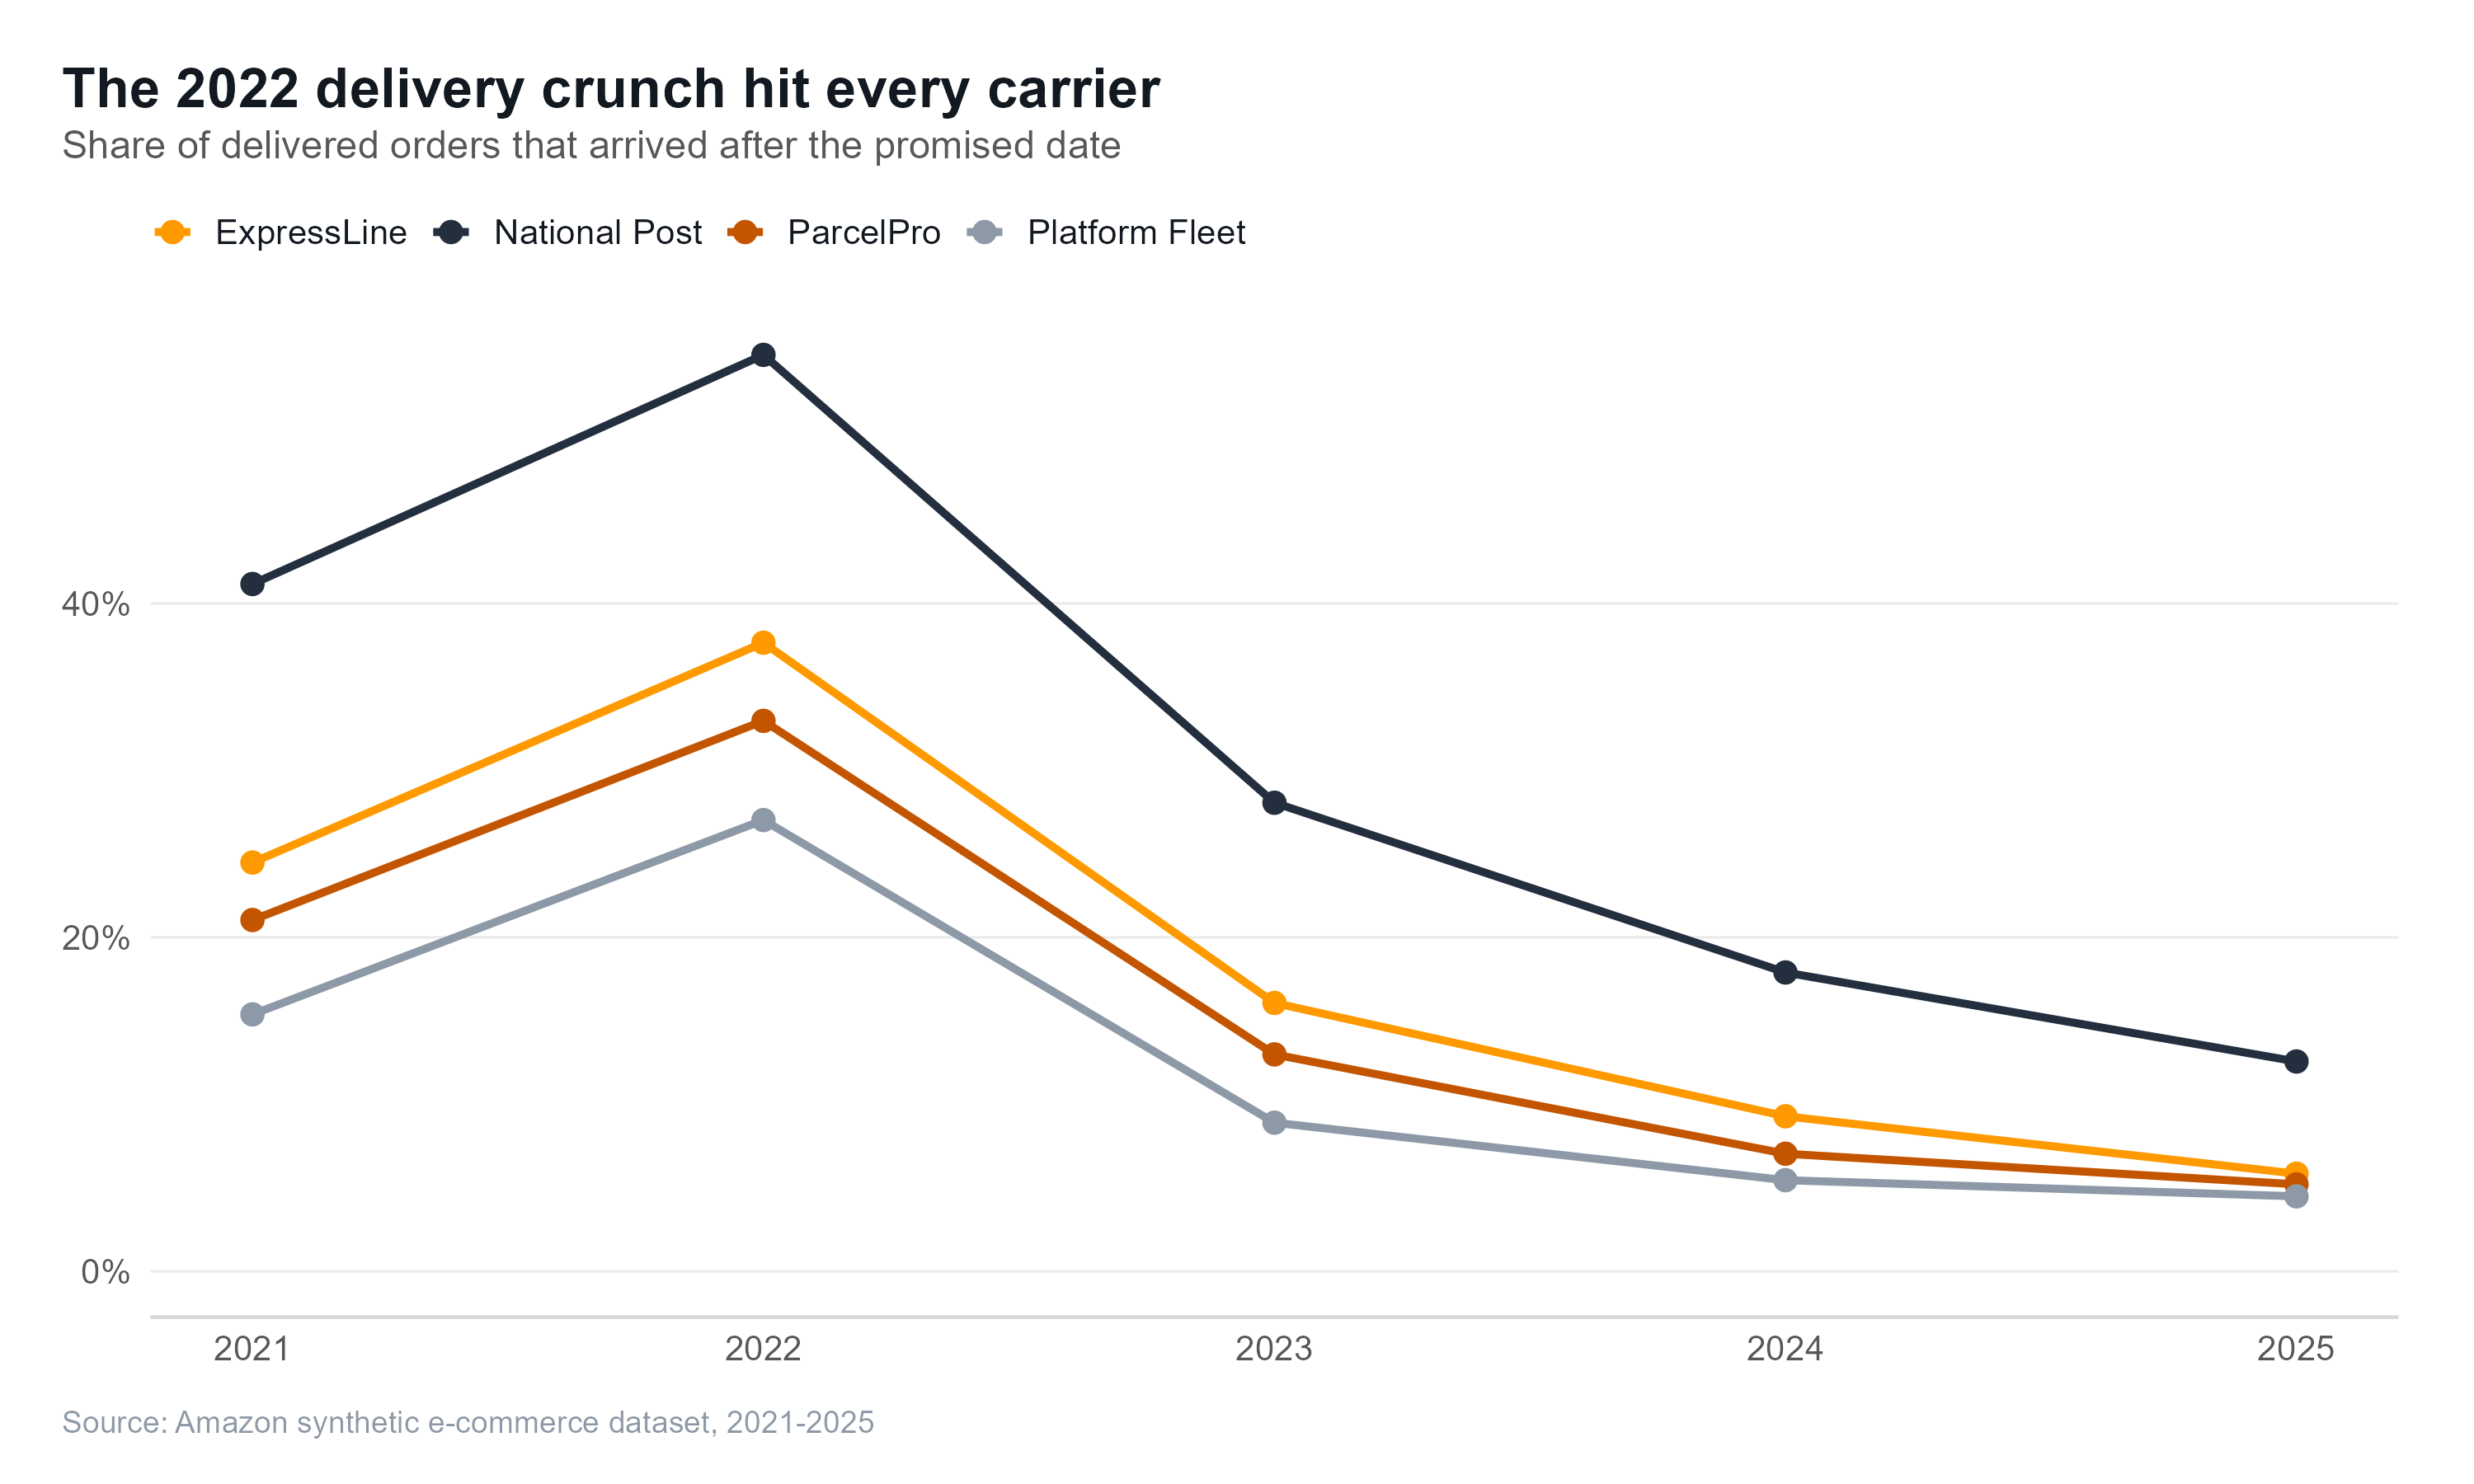 The 2022 delivery crunch hit every carrier
Share of delivered orders that arrived after the promised date
ExpressLine National Post ParcelPro Platform Fleet
40%
20%
0%
2021 2022 2023 2024 2025
Source: Amazon synthetic e-commerce dataset, 2021-2025